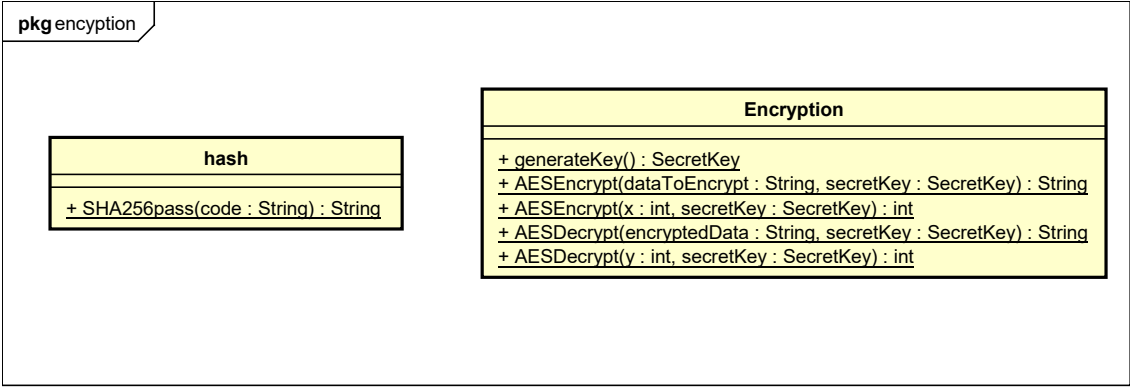 pkg encyption
hash
+ SHA256pass(code : String) : String
Encryption
+ generateKey() : SecretKey
+ AESEncrypt(dataToEncrypt : String, secretKey : SecretKey) : String
+ AESEncrypt(x : int, secretKey : SecretKey) : int
+ AESDecrypt(encryptedData : String, secretKey : SecretKey) : String
+ AESDecrypt(y : int, secretKey : SecretKey) : int